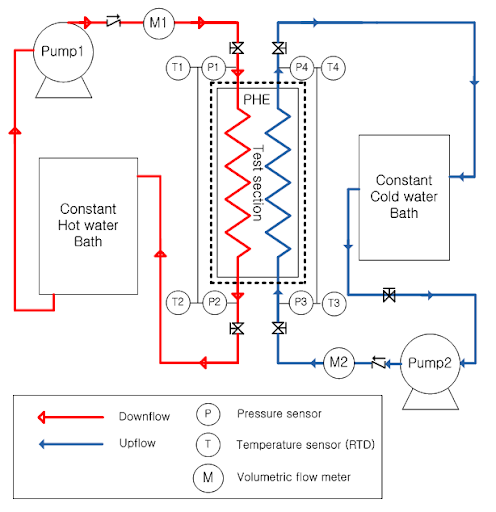 Pump1
M1
T1
P1
P4
T4
PHE
Test section
Constant
Hot water
Bath
Constant
Cold water
Bath
T2
P2
P3
T3
M2
Pump2
Downflow
P
Pressure sensor
Upflow
T
Temperature sensor (RTD)
M
Volumetric flow meter